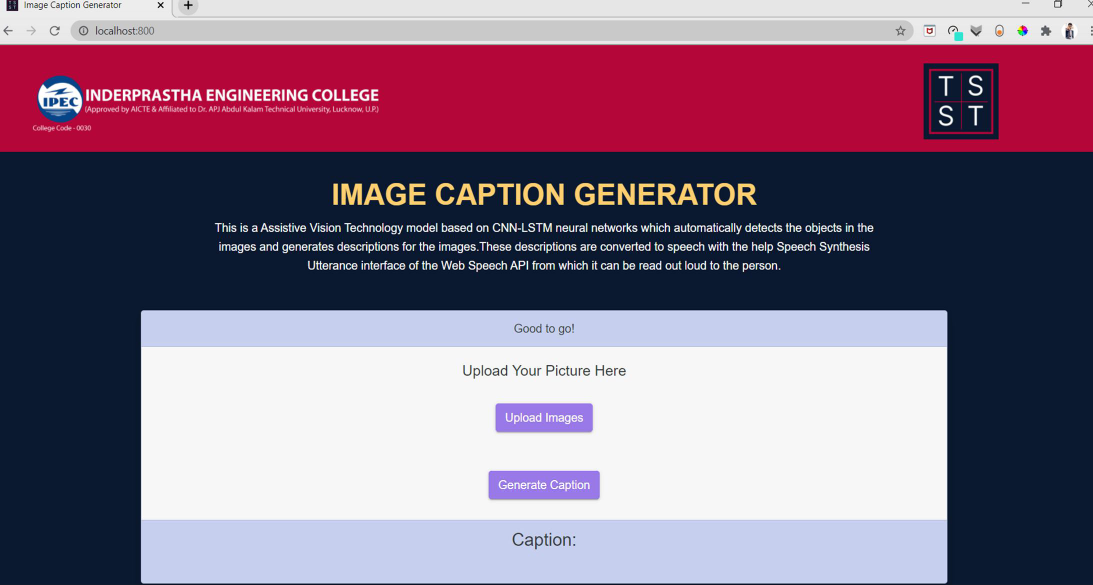 Image Caption Generator
localhost:800
IPEC
INDERPRASTHA ENGINEERING COLLEGE
(Approved by AICTE & Affiliated to Dr. APJ Abdul Kalam Technical University, Lucknow, U.P.)
College Code - 0030
T S
S T
IMAGE CAPTION GENERATOR
This is a Assistive Vision Technology model based on CNN-LSTM neural networks which automatically detects the objects in the
images and generates descriptions for the images.These descriptions are converted to speech with the help Speech Synthesis
Utterance interface of the Web Speech API from which it can be read out loud to the person.
Good to go!
Upload Your Picture Here
Upload Images
Generate Caption
Caption: